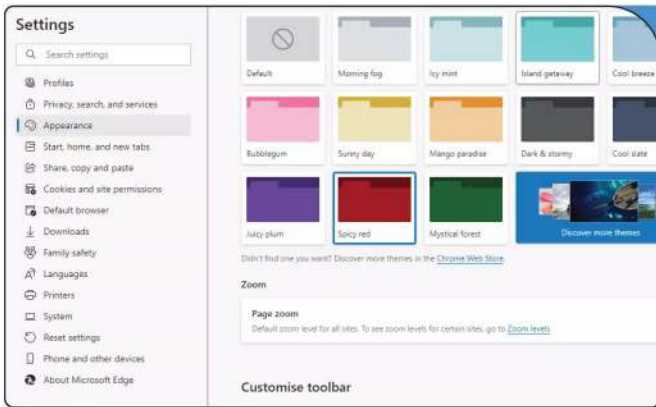 Settings
Search settings
Profiles
Privacy, search, and services
Appearance
Start, home, and new tabs
Share, copy and paste
Cookies and site permissions
Default browser
Downloads
Family safety
Languages
Printers
System
Reset settings
Phone and other devices
About Microsoft Edge
Default Morning fog Icy mint Island getaway Cool breeze
Bubblegum Sunny day Mango paradise Dark & stormy Cool slate
Juicy plum Spicy red Mystical forest Discover more themes
Didn't find one you want? Discover more themes in the Chrome Web Store.
Zoom
Page zoom
Default zoom level for all sites. To see zoom levels for certain sites, go to Zoom levels
Customise toolbar